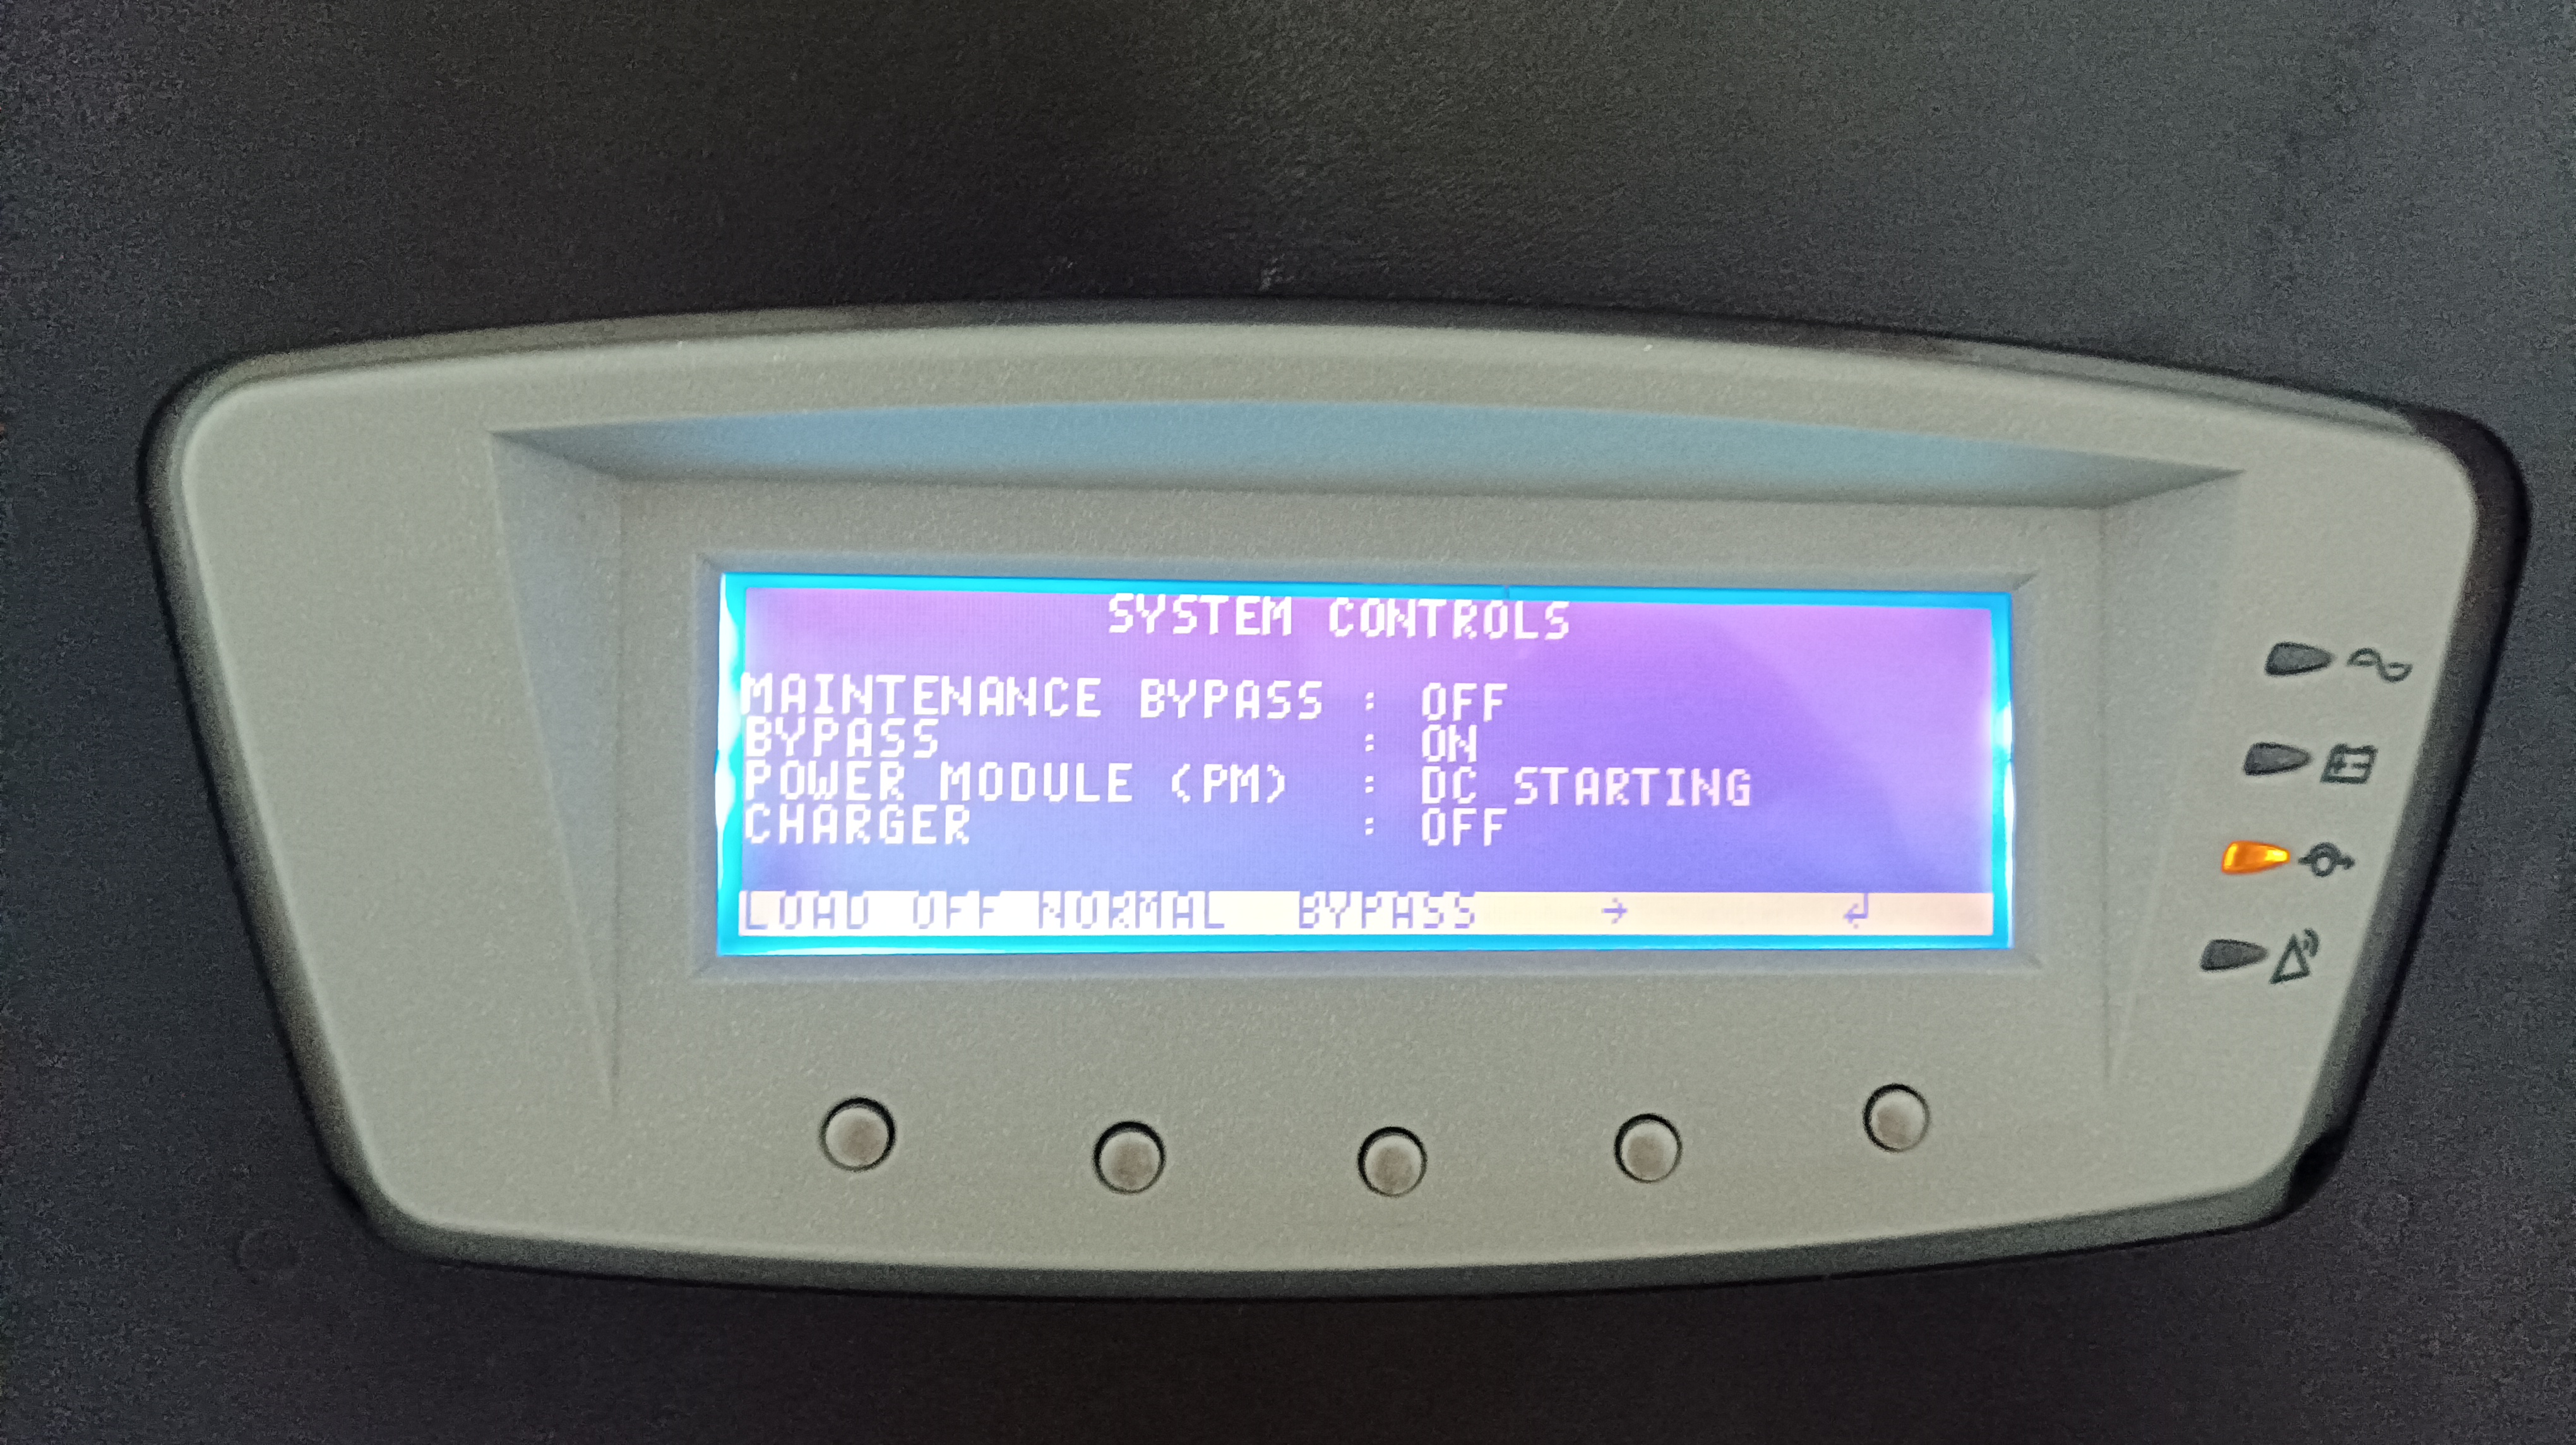 SYSTEM CONTROLS
MAINTENANCE BYPASS : OFF
BYPASS : ON
POWER MODULE (PM) : DC STARTING
CHARGER : OFF
LOAD OFF NORMAL BYPASS → ↵